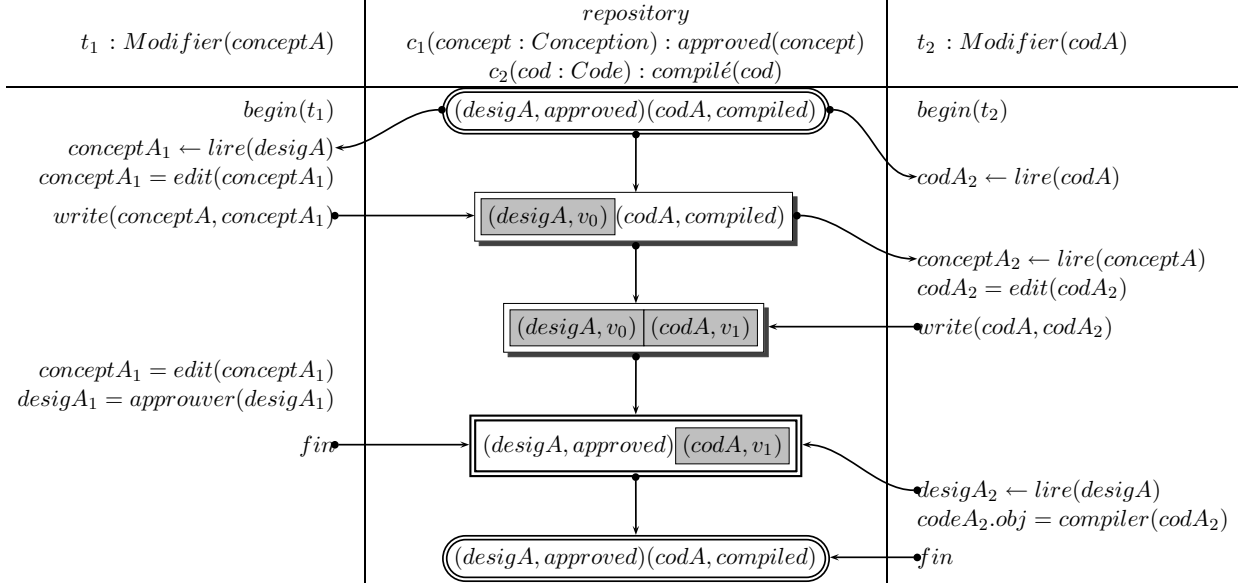 repository
t₁ : Modifier(conceptA)
c₁(concept : Conception) : approved(concept)
t₂ : Modifier(codA)
c₂(cod : Code) : compilé(cod)
begin(t₁)
(desigA, approved)(codA, compiled)
begin(t₂)
conceptA₁ ← lire(desigA)
conceptA₁ = edit(conceptA₁)
codA₂ ← lire(codA)
write(conceptA, conceptA₁)
(desigA, v₀)(codA, compiled)
conceptA₂ ← lire(conceptA)
codA₂ = edit(codA₂)
(desigA, v₀) (codA, v₁)
write(codA, codA₂)
conceptA₁ = edit(conceptA₁)
desigA₁ = approuver(desigA₁)
fin
(desigA, approved) (codA, v₁)
desigA₂ ← lire(desigA)
codeA₂.obj = compiler(codA₂)
(desigA, approved)(codA, compiled)
fin